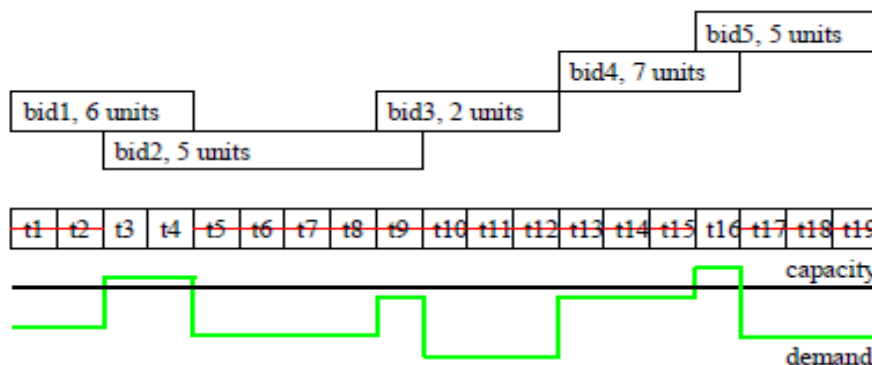 bid5, 5 units
bid4, 7 units
bid1, 6 units bid3, 2 units
bid2, 5 units
t1 t2 t3 t4 t5 t6 t7 t8 t9 t10 t11 t12 t13 t14 t15 t16 t17 t18 t19
capacity
demand